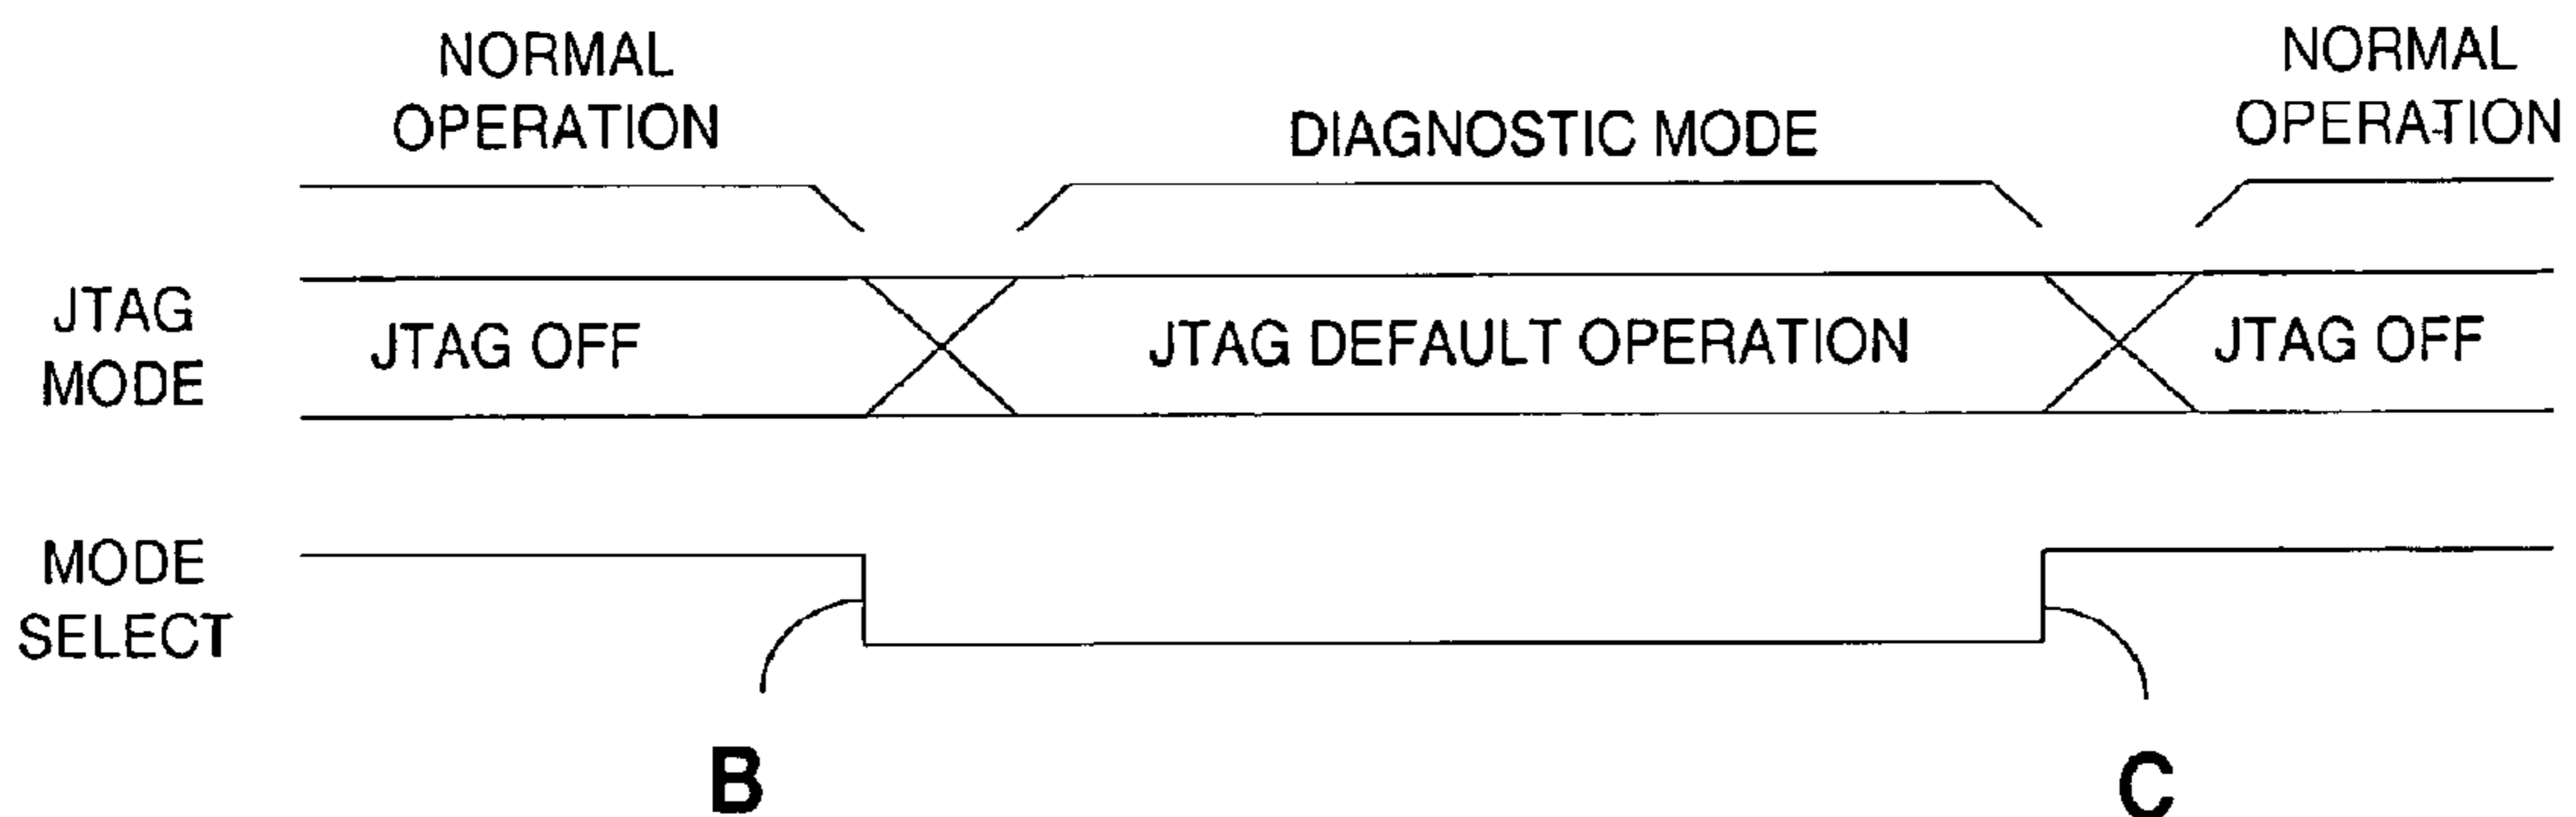 NORMAL
OPERATION
DIAGNOSTIC MODE
NORMAL
OPERATION
JTAG
MODE
JTAG OFF
JTAG DEFAULT OPERATION
JTAG OFF
MODE
SELECT
B
C